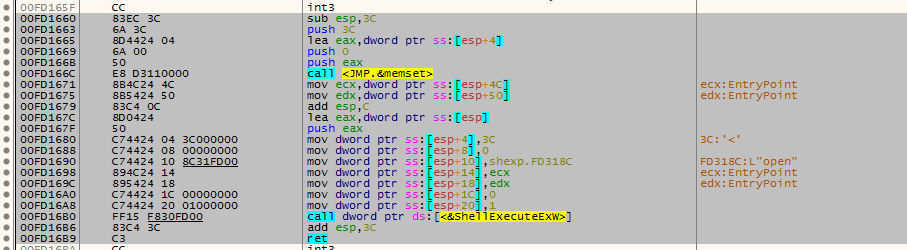 00FD165F CC int3
00FD1660 83EC 3C sub esp,3C
00FD1663 6A 3C push 3C
00FD1665 8D4424 04 lea eax,dword ptr ss:[esp+4]
00FD1669 6A 00 push 0
00FD166B 50 push eax
00FD166C E8 D3110000 call <JMP.&memset>
00FD1671 8B4C24 4C mov ecx,dword ptr ss:[esp+4C] ecx:EntryPoint
00FD1675 8B5424 50 mov edx,dword ptr ss:[esp+50] edx:EntryPoint
00FD1679 83C4 0C add esp,C
00FD167C 8D0424 lea eax,dword ptr ss:[esp]
00FD167F 50 push eax
00FD1680 C74424 04 3C000000 mov dword ptr ss:[esp+4],3C 3C:'<'
00FD1688 C74424 08 00000000 mov dword ptr ss:[esp+8],0
00FD1690 C74424 10 8C31FD00 mov dword ptr ss:[esp+10],shexp.FD318C FD318C:L"open"
00FD1698 894C24 14 mov dword ptr ss:[esp+14],ecx ecx:EntryPoint
00FD169C 895424 18 mov dword ptr ss:[esp+18],edx edx:EntryPoint
00FD16A0 C74424 1C 00000000 mov dword ptr ss:[esp+1C],0
00FD16A8 C74424 20 01000000 mov dword ptr ss:[esp+20],1
00FD16B0 FF15 F830FD00 call dword ptr ds:[<&ShellExecuteExW>]
00FD16B6 83C4 3C add esp,3C
00FD16B9 C3 ret
00FD16BA CC int3